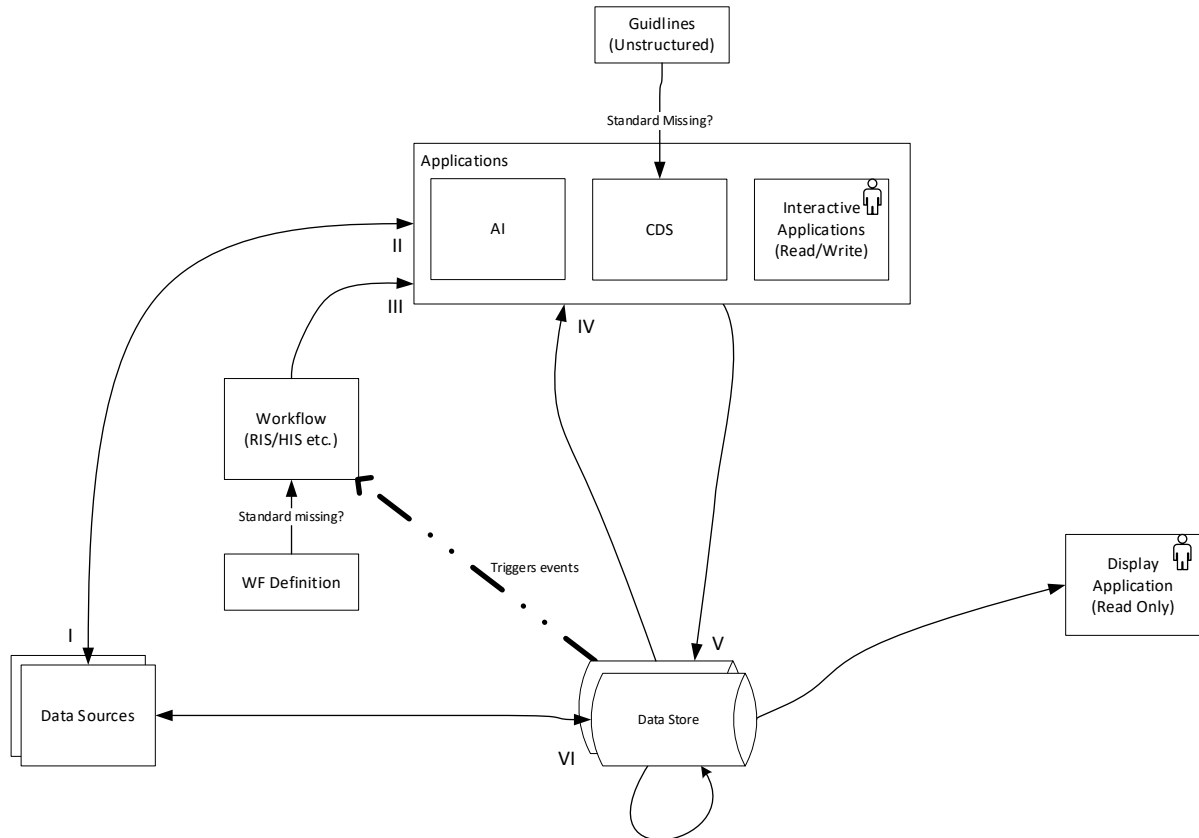 Guidlines
(Unstructured)
Standard Missing?
Applications
AI
CDS
Interactive
Applications
(Read/Write)
II
III
IV
Workflow
(RIS/HIS etc.)
Standard missing?
WF Definition
Triggers events
Display
Application
(Read Only)
I
V
Data Sources
Data Store
VI